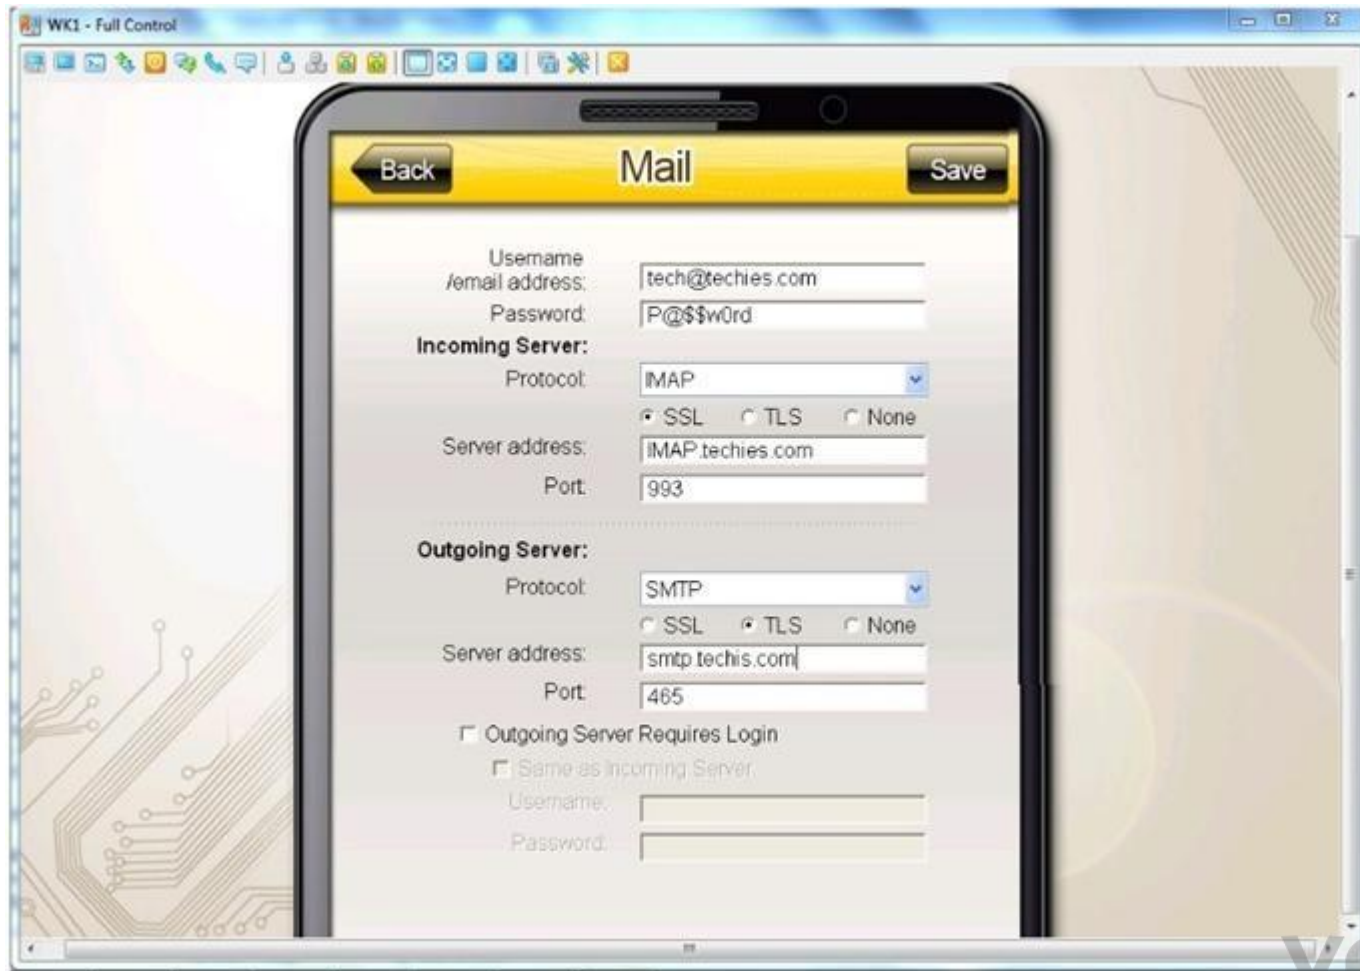 WK1 - Full Control
Back Mail Save
Username
/email address: tech@techies.com
Password: P@$$w0rd
Incoming Server:
Protocol: IMAP
SSL TLS None
Server address: IMAP.techies.com
Port: 993
Outgoing Server:
Protocol: SMTP
SSL TLS None
Server address: smtp.techis.com
Port: 465
Outgoing Server Requires Login
Same as Incoming Server
Username:
Password: